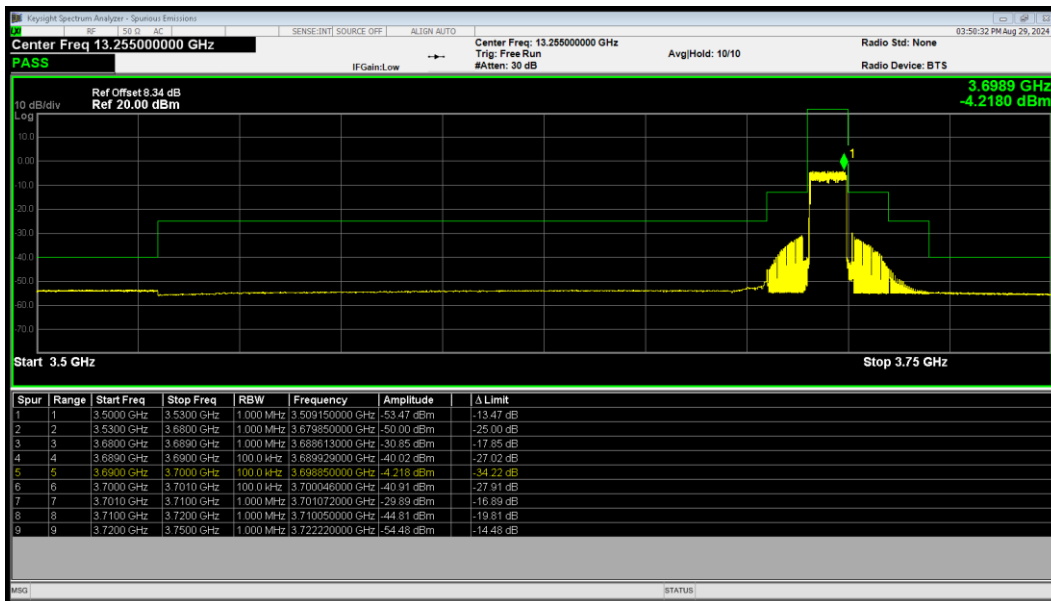 Keysight Spectrum Analyzer - Spurious Emissions
RF 50 Ω AC SENSE:INT SOURCE OFF ALIGN AUTO 03:50:32 PM Aug 29, 2024
Center Freq 13.255000000 GHz Center Freq: 13.255000000 GHz Radio Std: None
PASS Trig: Free Run Avg|Hold: 10/10
IFGain:Low #Atten: 30 dB Radio Device: BTS
Ref Offset 8.34 dB 3.6989 GHz
10 dB/div Ref 20.00 dBm -4.2180 dBm
Log
10.0
1
0.00
-10.0
-20.0
-30.0
-40.0
-50.0
-60.0
-70.0
Start 3.5 GHz Stop 3.75 GHz
Spur Range Start Freq Stop Freq RBW Frequency Amplitude Δ Limit
1 1 3.5000 GHz 3.5300 GHz 1.000 MHz 3.509150000 GHz -53.47 dBm -13.47 dB
2 2 3.5300 GHz 3.6800 GHz 1.000 MHz 3.679850000 GHz -50.00 dBm -25.00 dB
3 3 3.6800 GHz 3.6890 GHz 1.000 MHz 3.688613000 GHz -30.85 dBm -17.85 dB
4 4 3.6890 GHz 3.6900 GHz 100.0 kHz 3.689929000 GHz -40.02 dBm -27.02 dB
5 5 3.6900 GHz 3.7000 GHz 100.0 kHz 3.698850000 GHz -4.218 dBm -34.22 dB
6 6 3.7000 GHz 3.7010 GHz 100.0 kHz 3.700046000 GHz -40.91 dBm -27.91 dB
7 7 3.7010 GHz 3.7100 GHz 1.000 MHz 3.701072000 GHz -29.89 dBm -16.89 dB
8 8 3.7100 GHz 3.7200 GHz 1.000 MHz 3.710050000 GHz -44.81 dBm -19.81 dB
9 9 3.7200 GHz 3.7500 GHz 1.000 MHz 3.722220000 GHz -54.48 dBm -14.48 dB
MSG STATUS